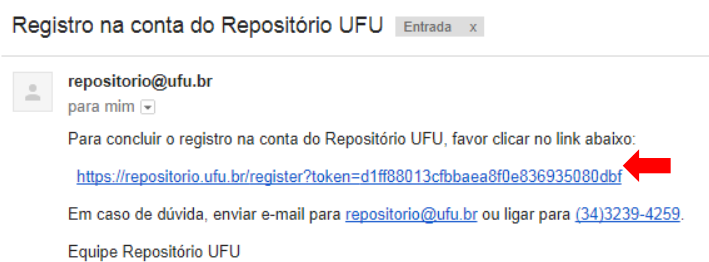 Registro na conta do Repositório UFU Entrada x
repositorio@ufu.br
para mim
Para concluir o registro na conta do Repositório UFU, favor clicar no link abaixo:
https://repositorio.ufu.br/register?token=d1ff88013cfbbaea8f0e836935080dbf
Em caso de dúvida, enviar e-mail para repositorio@ufu.br ou ligar para (34)3239-4259.
Equipe Repositório UFU